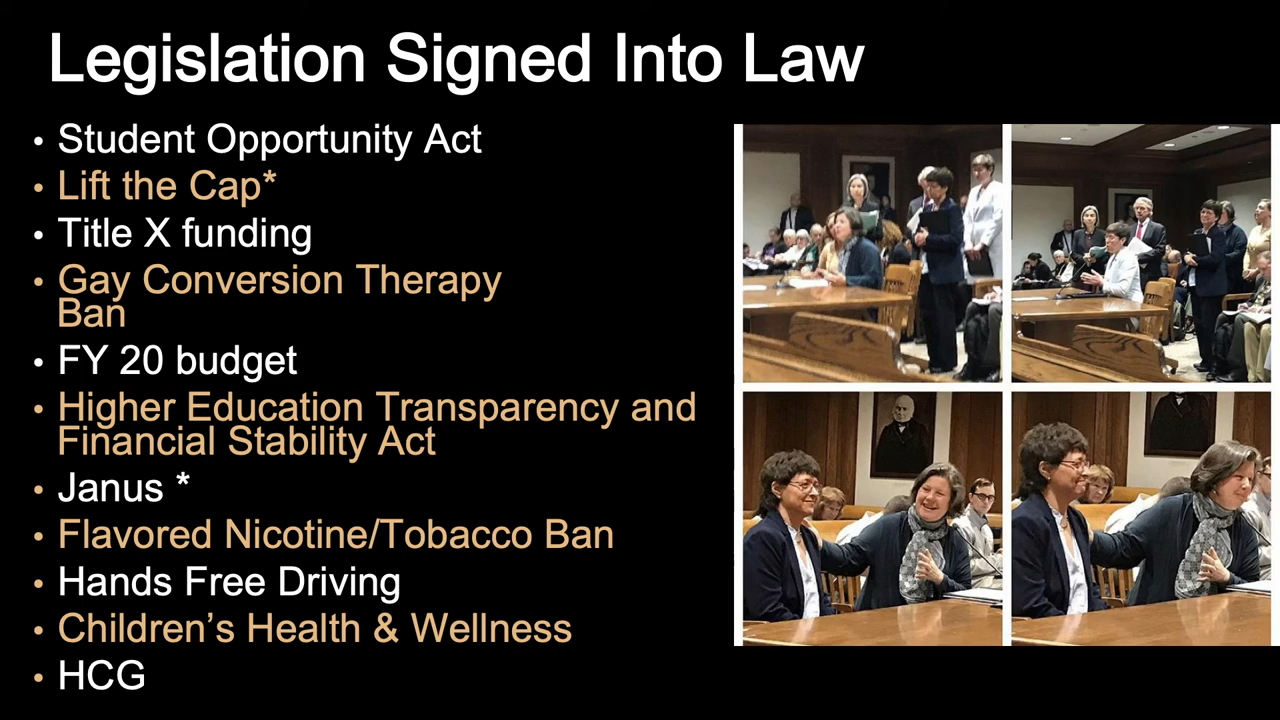 Legislation Signed Into Law
• Student Opportunity Act
• Lift the Cap*
• Title X funding
• Gay Conversion Therapy
Ban
• FY 20 budget
• Higher Education Transparency and
Financial Stability Act
• Janus *
• Flavored Nicotine/Tobacco Ban
• Hands Free Driving
• Children’s Health & Wellness
• HCG